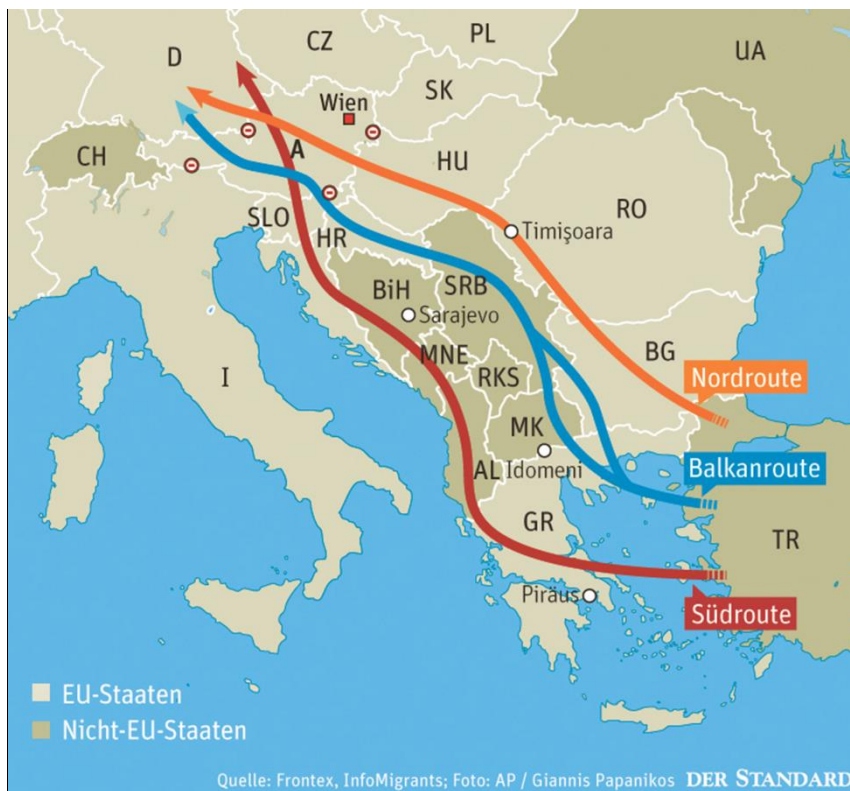 CZ
PL
D
UA
SK
Wien
A
CH
HU
RO
SLO
HR
Timişoara
BiH
SRB
Sarajevo
MNE
RKS
BG
I
Nordroute
MK
AL
Idomeni
Balkanroute
GR
TR
Piräus
Südroute
EU-Staaten
Nicht-EU-Staaten
Quelle: Frontex, InfoMigrants; Foto: AP / Giannis Papanikos DER STANDARD